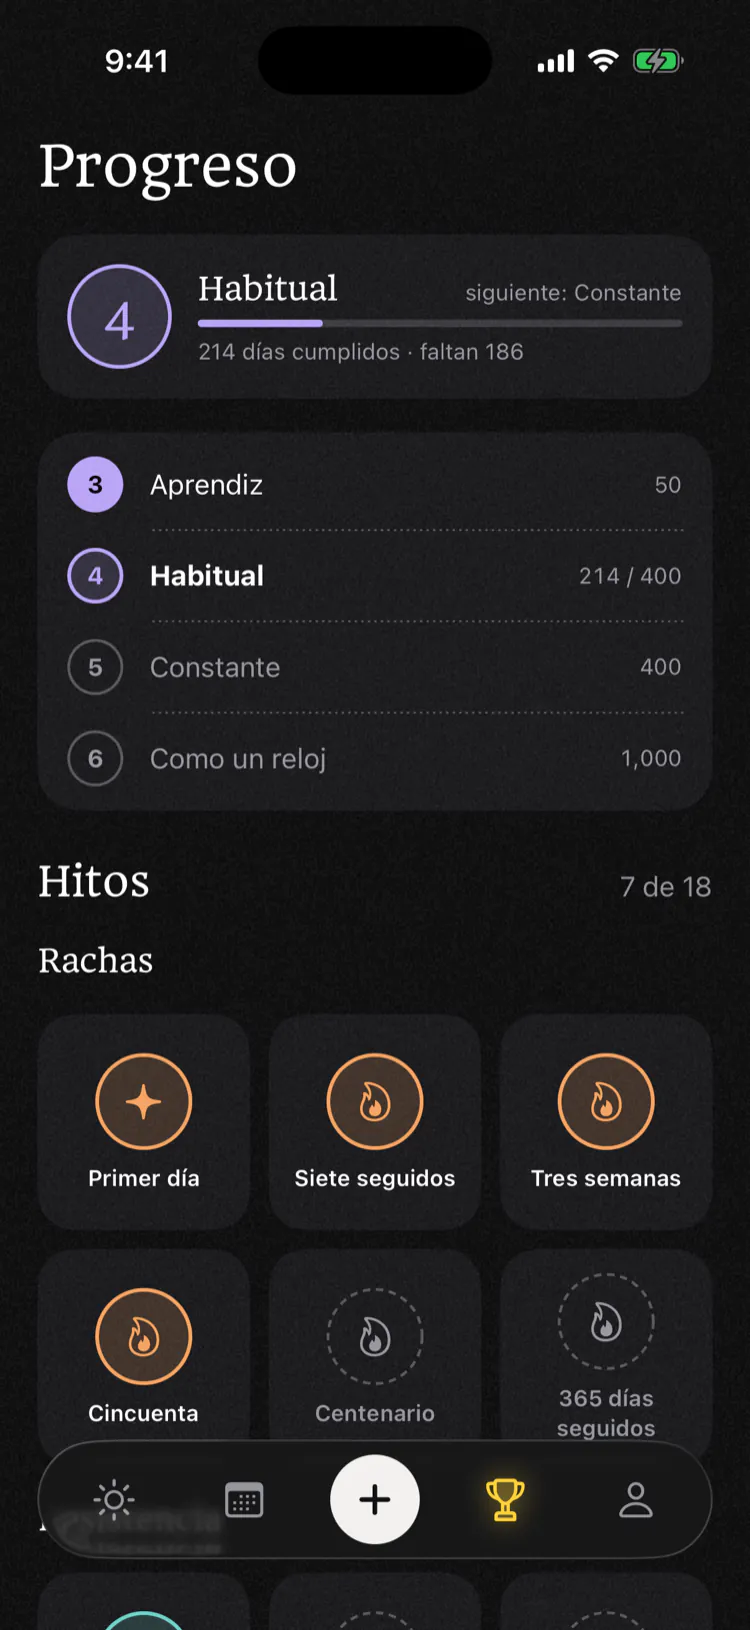 9:41
Progreso
4
Habitual
siguiente: Constante
214 días cumplidos · faltan 186
3 Aprendiz 50
4 Habitual 214 / 400
5 Constante 400
6 Como un reloj 1,000
Hitos 7 de 18
Rachas
Primer día Siete seguidos Tres semanas
Cincuenta Centenario 365 días
seguidos